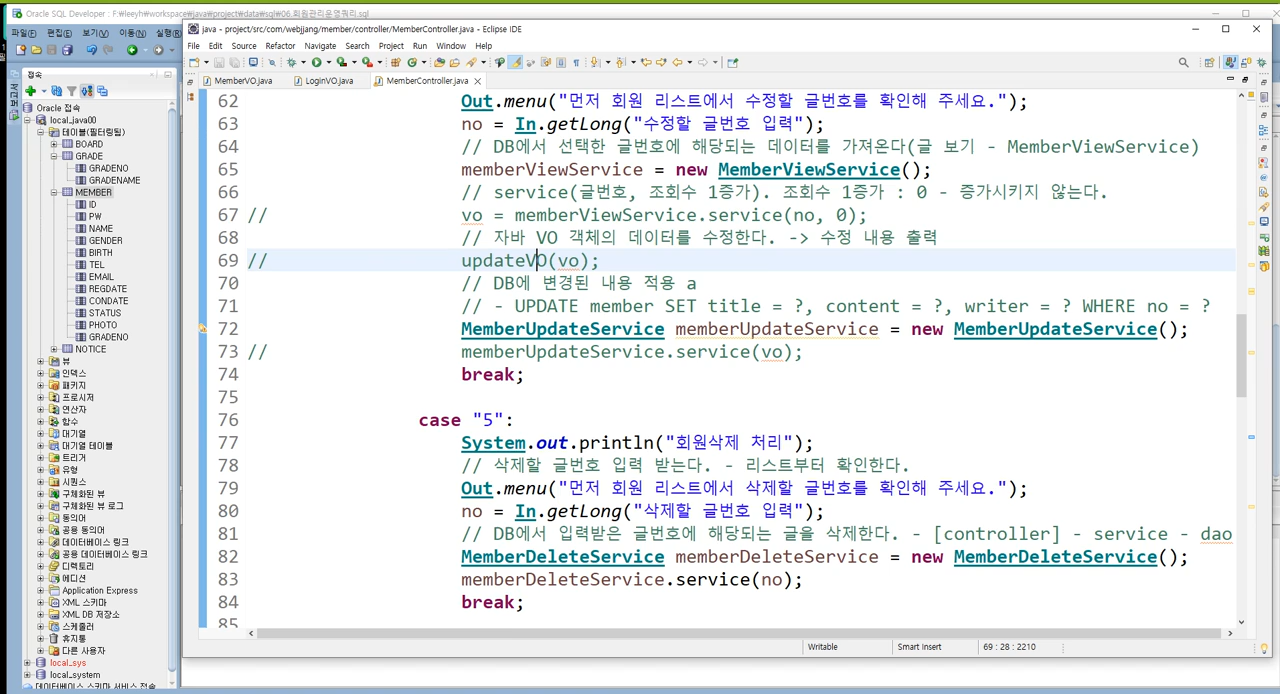 Oracle SQL Developer : F:₩leeyh₩workspace₩java₩project₩data₩sql₩06.회원관리운영쿼리.sql
파일(F) 편집(E) 보기(V) 이동(N) 실행(R)
java - project/src/com/webjjang/member/controller/MemberController.java - Eclipse IDE
File Edit Source Refactor Navigate Search Project Run Window Help
MemberVO.java LoginVO.java MemberController.java
접속
Oracle 접속
local_java00
테이블(필터링됨)
BOARD
GRADE
GRADENO
GRADENAME
MEMBER
ID
PW
NAME
GENDER
BIRTH
TEL
EMAIL
REGDATE
CONDATE
STATUS
PHOTO
GRADENO
NOTICE
뷰
인덱스
패키지
프로시저
연산자
함수
대기열
대기열 테이블
트리거
유형
시퀀스
구체화된 뷰
구체화된 뷰 로그
동의어
공용 동의어
데이터베이스 링크
공용 데이터베이스 링크
디렉토리
에디션
Application Express
XML 스키마
XML DB 저장소
스케줄러
휴지통
다른 사용자
local_sys
local_system
데이터베이스 스키마 서비스 접속
62 Out.menu("먼저 회원 리스트에서 수정할 글번호를 확인해 주세요.");
63 no = In.getLong("수정할 글번호 입력");
64 // DB에서 선택한 글번호에 해당되는 데이터를 가져온다(글 보기 - MemberViewService)
65 memberViewService = new MemberViewService();
66 // service(글번호, 조회수 1증가). 조회수 1증가 : 0 - 증가시키지 않는다.
67 // vo = memberViewService.service(no, 0);
68 // 자바 VO 객체의 데이터를 수정한다. -> 수정 내용 출력
69 // updateVO(vo);
70 // DB에 변경된 내용 적용 a
71 // - UPDATE member SET title = ?, content = ?, writer = ? WHERE no = ?
72 MemberUpdateService memberUpdateService = new MemberUpdateService();
73 // memberUpdateService.service(vo);
74 break;
75
76 case "5":
77 System.out.println("회원삭제 처리");
78 // 삭제할 글번호 입력 받는다. - 리스트부터 확인한다.
79 Out.menu("먼저 회원 리스트에서 삭제할 글번호를 확인해 주세요.");
80 no = In.getLong("삭제할 글번호 입력");
81 // DB에서 입력받은 글번호에 해당되는 글을 삭제한다. - [controller] - service - dao
82 MemberDeleteService memberDeleteService = new MemberDeleteService();
83 memberDeleteService.service(no);
84 break;
85
Writable Smart Insert 69 : 28 : 2210